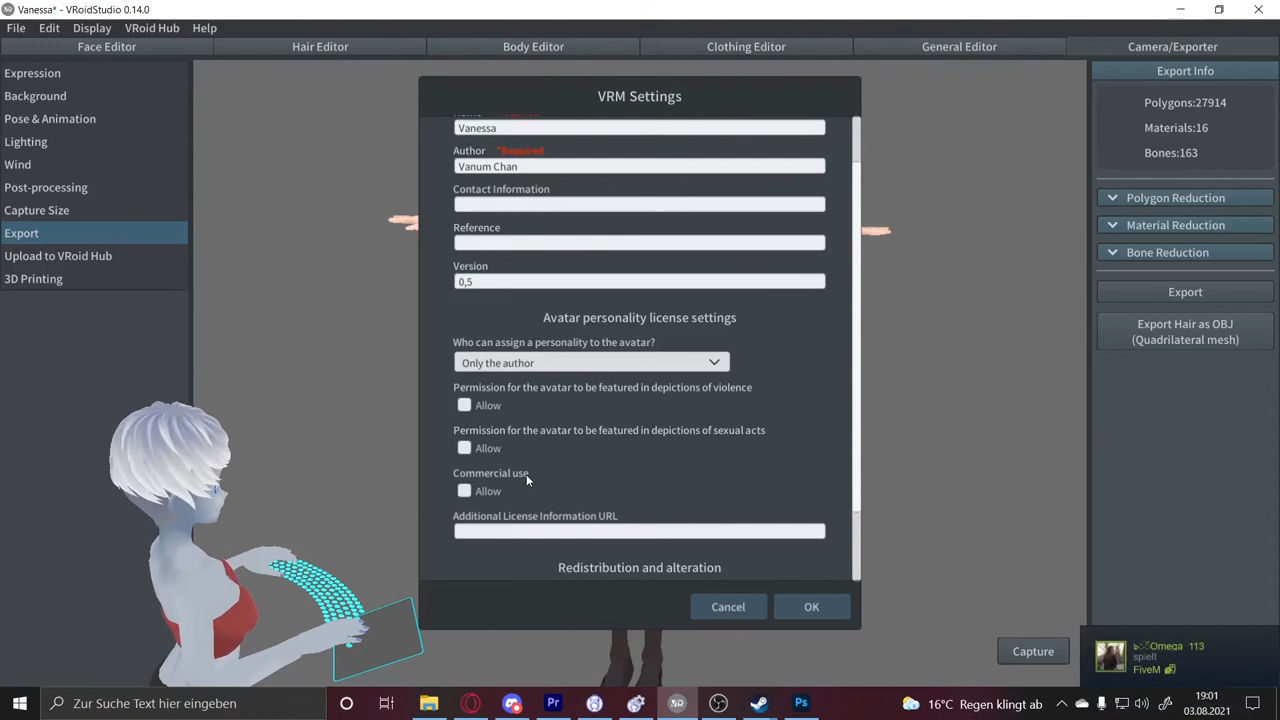 Vanessa* - VRoidStudio 0.14.0
File Edit Display VRoid Hub Help
Face Editor Hair Editor Body Editor Clothing Editor General Editor Camera/Exporter
Expression
Background
Pose & Animation
Lighting
Wind
Post-processing
Capture Size
Export
Upload to VRoid Hub
3D Printing
VRM Settings
Vanessa
Author *Required
Vanum Chan
Contact Information
Reference
Version
0,5
Avatar personality license settings
Who can assign a personality to the avatar?
Only the author
Permission for the avatar to be featured in depictions of violence
Allow
Permission for the avatar to be featured in depictions of sexual acts
Allow
Commercial use
Allow
Additional License Information URL
Redistribution and alteration
Cancel OK
Export Info
Polygons:27914
Materials:16
Bones:163
Polygon Reduction
Material Reduction
Bone Reduction
Export
Export Hair as OBJ
(Quadrilateral mesh)
Capture
Omega 113
spielt
FiveM
Zur Suche Text hier eingeben
16°C Regen klingt ab
19:01
03.08.2021